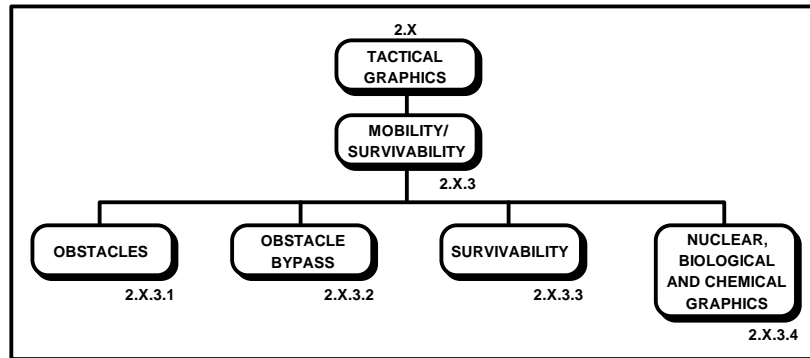 2.X
TACTICAL
GRAPHICS
MOBILITY/
SURVIVABILITY
2.X.3
OBSTACLES
2.X.3.1
OBSTACLE
BYPASS
2.X.3.2
SURVIVABILITY
2.X.3.3
NUCLEAR,
BIOLOGICAL
AND CHEMICAL
GRAPHICS
2.X.3.4